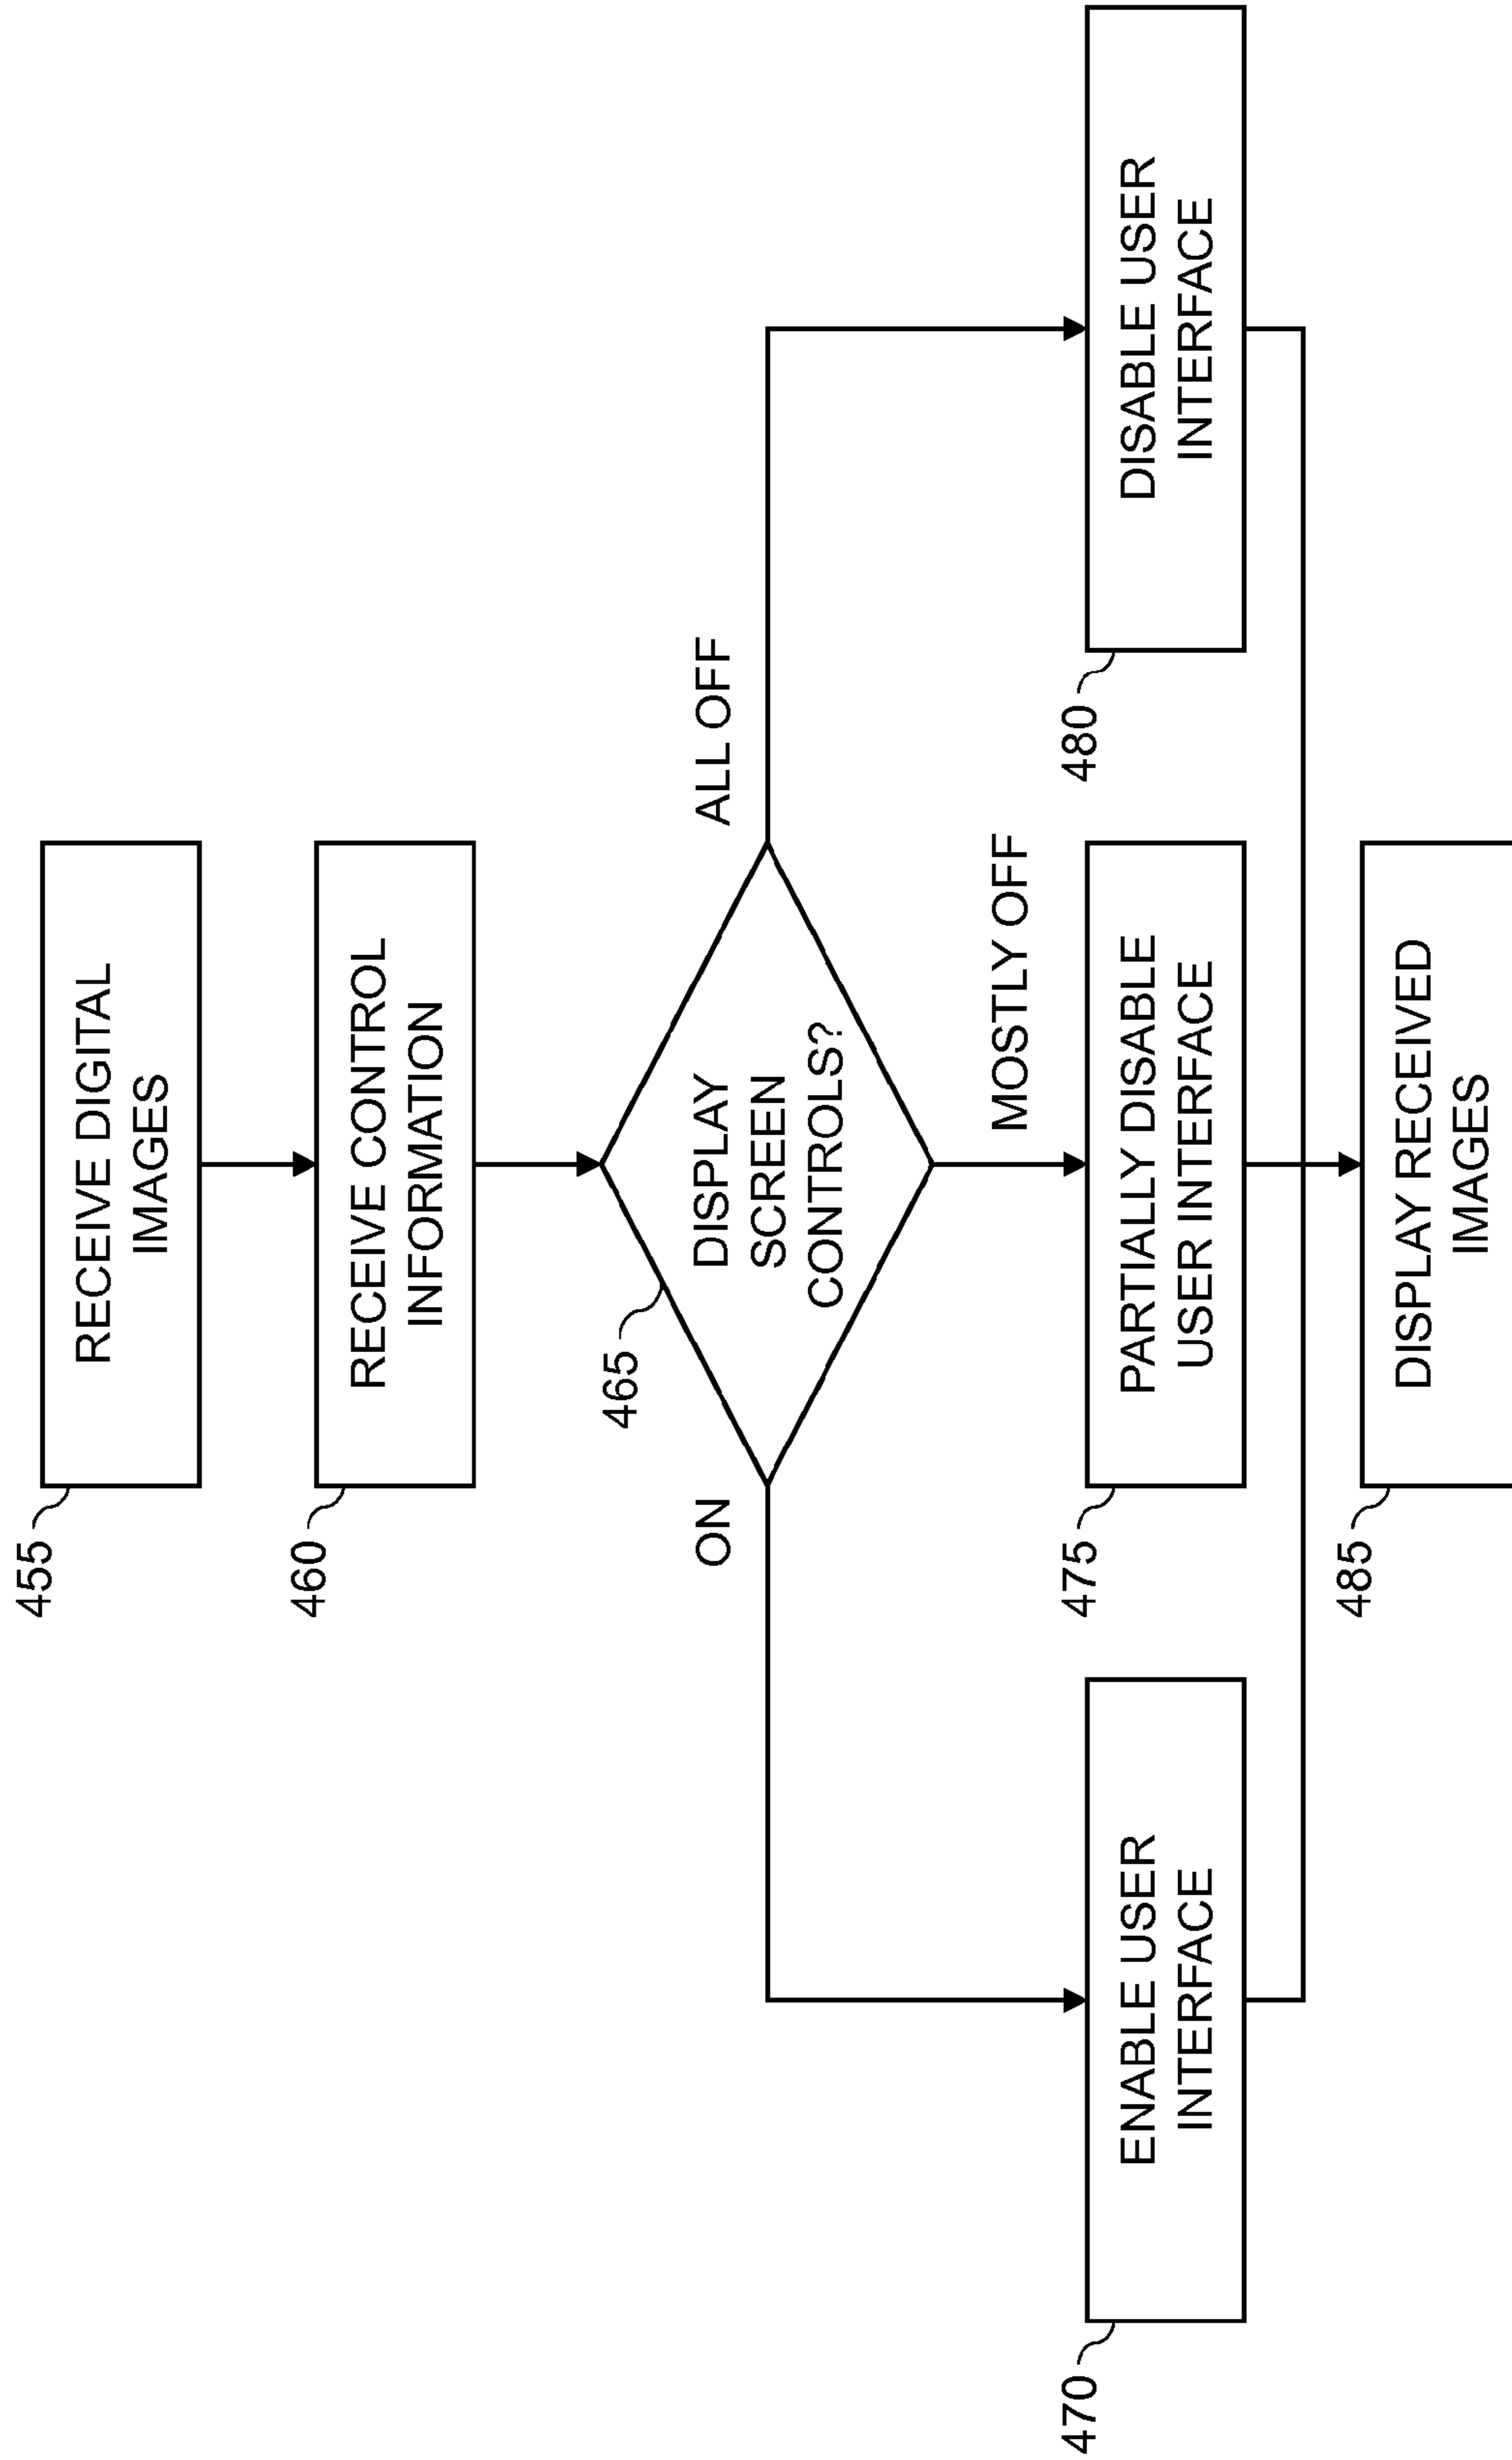 455
RECEIVE DIGITAL
IMAGES
460
RECEIVE CONTROL
INFORMATION
465
DISPLAY
SCREEN
CONTROLS?
ON
ALL OFF
MOSTLY OFF
470
ENABLE USER
INTERFACE
475
PARTIALLY DISABLE
USER INTERFACE
480
DISABLE USER
INTERFACE
485
DISPLAY RECEIVED
IMAGES